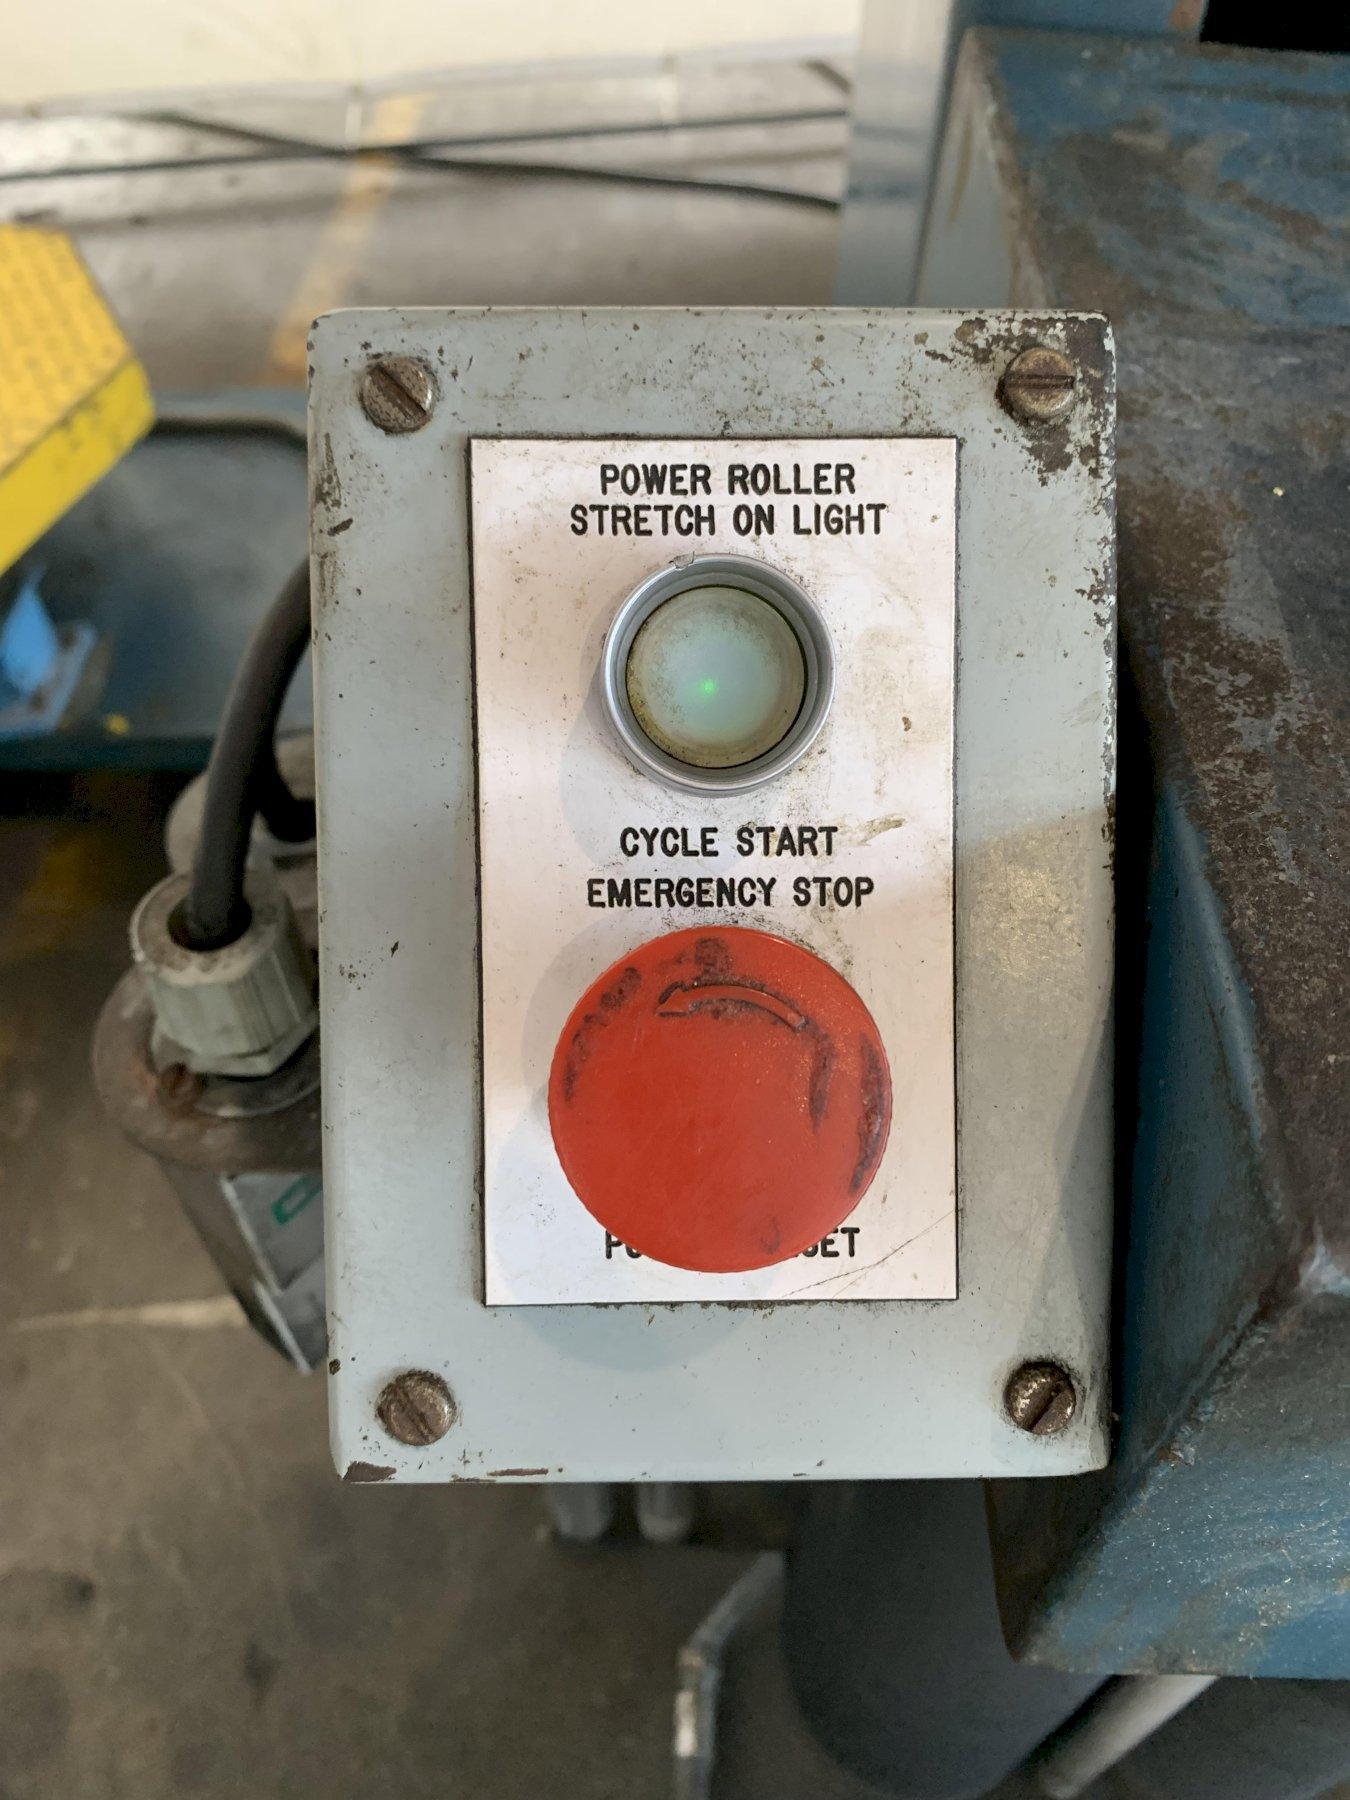 POWER ROLLER
STRETCH ON LIGHT
CYCLE START
EMERGENCY STOP